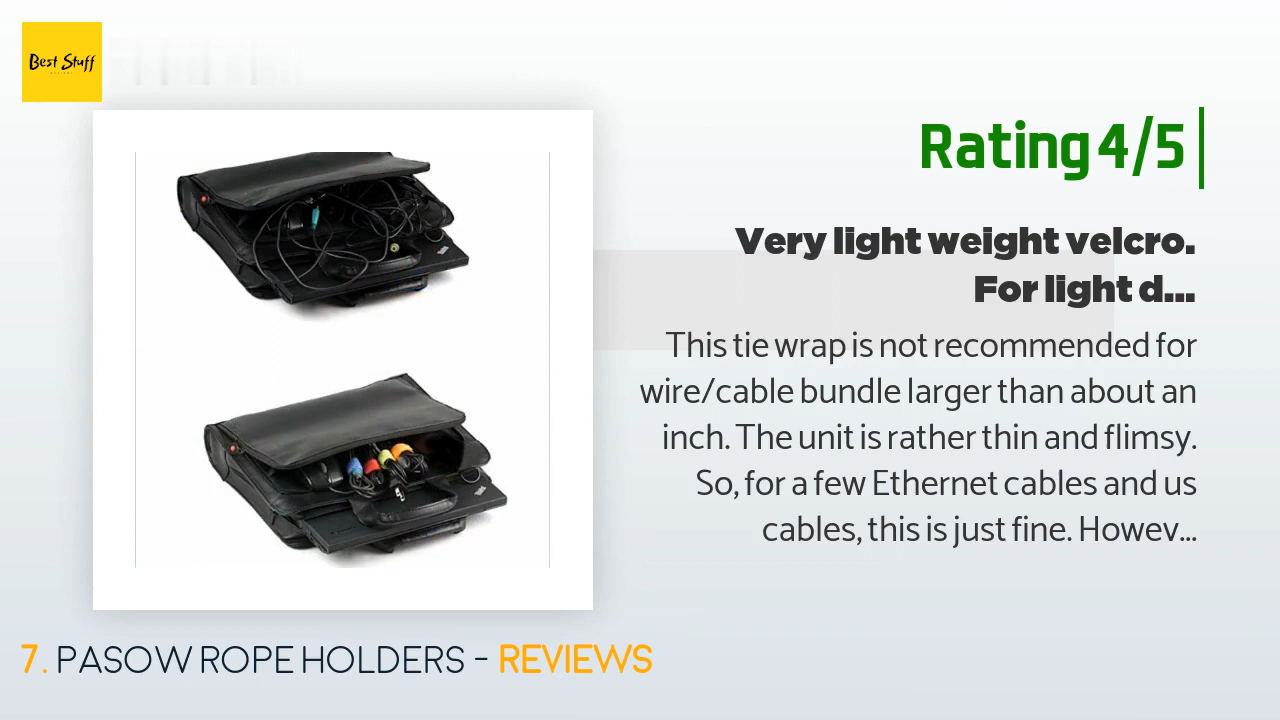 Best Stuff
Rating 4/5
Very light weight velcro.
For light d...
This tie wrap is not recommended for
wire/cable bundle larger than about an
inch. The unit is rather thin and flimsy.
So, for a few Ethernet cables and us
cables, this is just fine. Howev...
7. PASOW ROPE HOLDERS - REVIEWS